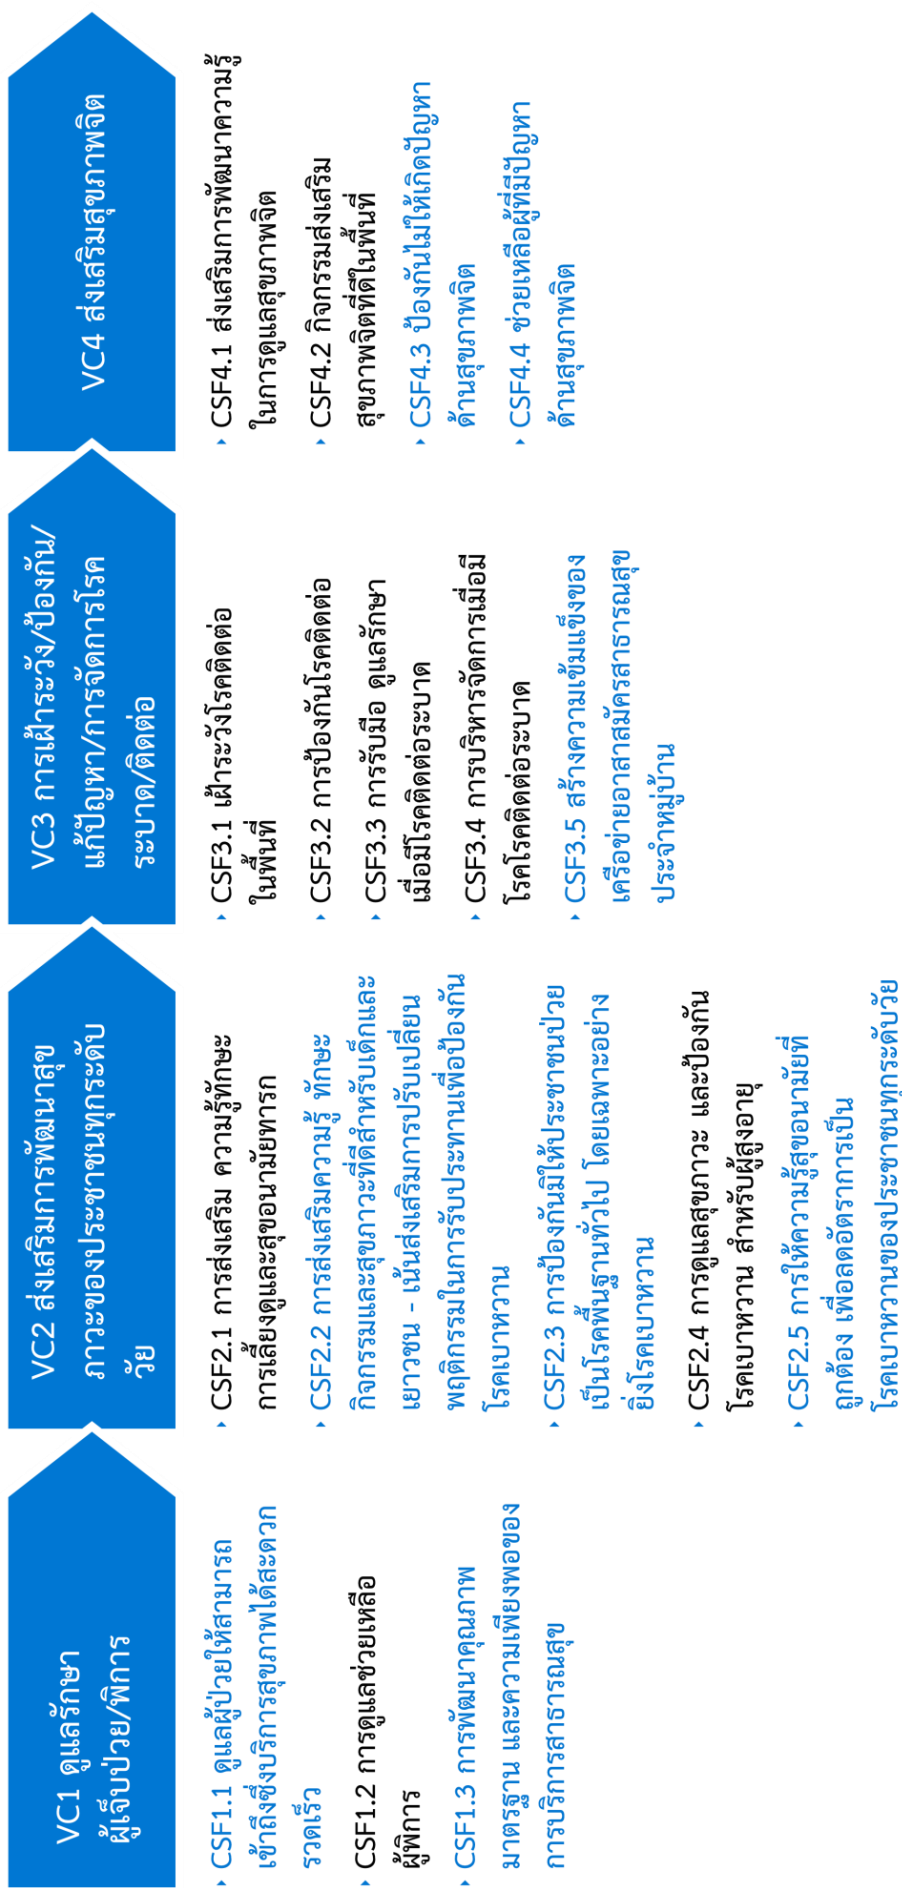 VC1 ดูแลรักษา
ผู้เจ็บป่วย/พิการ
CSF1.1 ดูแลผู้ป่วยให้สามารถ
เข้าถึงซึ่งบริการสุขภาพได้สะดวก
รวดเร็ว
CSF1.2 การดูแลช่วยเหลือ
ผู้พิการ
CSF1.3 การพัฒนาคุณภาพ
มาตรฐาน และความเพียงพอของ
การบริการสาธารณสุข
VC2 ส่งเสริมการพัฒนาสุข
ภาวะของประชาชนทุกระดับ
วัย
CSF2.1 การส่งเสริม ความรู้ทักษะ
การเลี้ยงดูและสุขอนามัยทารก
CSF2.2 การส่งเสริมความรู้ ทักษะ
กิจกรรมและสุขภาวะที่ดีสำหรับเด็กและ
เยาวชน - เน้นส่งเสริมการปรับเปลี่ยน
พฤติกรรมในการรับประทานเพื่อป้องกัน
โรคเบาหวาน
CSF2.3 การป้องกันมิให้ประชาชนป่วย
เป็นโรคพื้นฐานทั่วไป โดยเฉพาะอย่าง
ยิ่งโรคเบาหวาน
CSF2.4 การดูแลสุขภาวะ และป้องกัน
โรคเบาหวาน สำหรับผู้สูงอายุ
CSF2.5 การให้ความรู้สุขอนามัยที่
ถูกต้อง เพื่อลดอัตราการเป็น
โรคเบาหวานของประชาชนทุกระดับวัย
VC3 การเฝ้าระวัง/ป้องกัน/
แก้ปัญหา/การจัดการโรค
ระบาด/ติดต่อ
CSF3.1 เฝ้าระวังโรคติดต่อ
ในพื้นที่
CSF3.2 การป้องกันโรคติดต่อ
CSF3.3 การรับมือ ดูแลรักษา
เมื่อมีโรคติดต่อระบาด
CSF3.4 การบริหารจัดการเมื่อมี
โรคโรคติดต่อระบาด
CSF3.5 สร้างความเข้มแข็งของ
เครือข่ายอาสาสมัครสาธารณสุข
ประจำหมู่บ้าน
VC4 ส่งเสริมสุขภาพจิต
CSF4.1 ส่งเสริมการพัฒนาความรู้
ในการดูแลสุขภาพจิต
CSF4.2 กิจกรรมส่งเสริม
สุขภาพจิตที่ดีในพื้นที่
CSF4.3 ป้องกันไม่ให้เกิดปัญหา
ด้านสุขภาพจิต
CSF4.4 ช่วยเหลือผู้ที่มีปัญหา
ด้านสุขภาพจิต